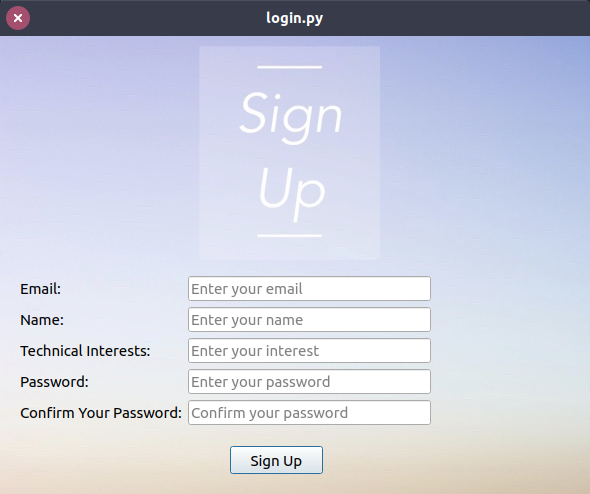 login.py
Sign
Up
Email: Enter your email
Name: Enter your name
Technical Interests: Enter your interest
Password: Enter your password
Confirm Your Password: Confirm your password
Sign Up